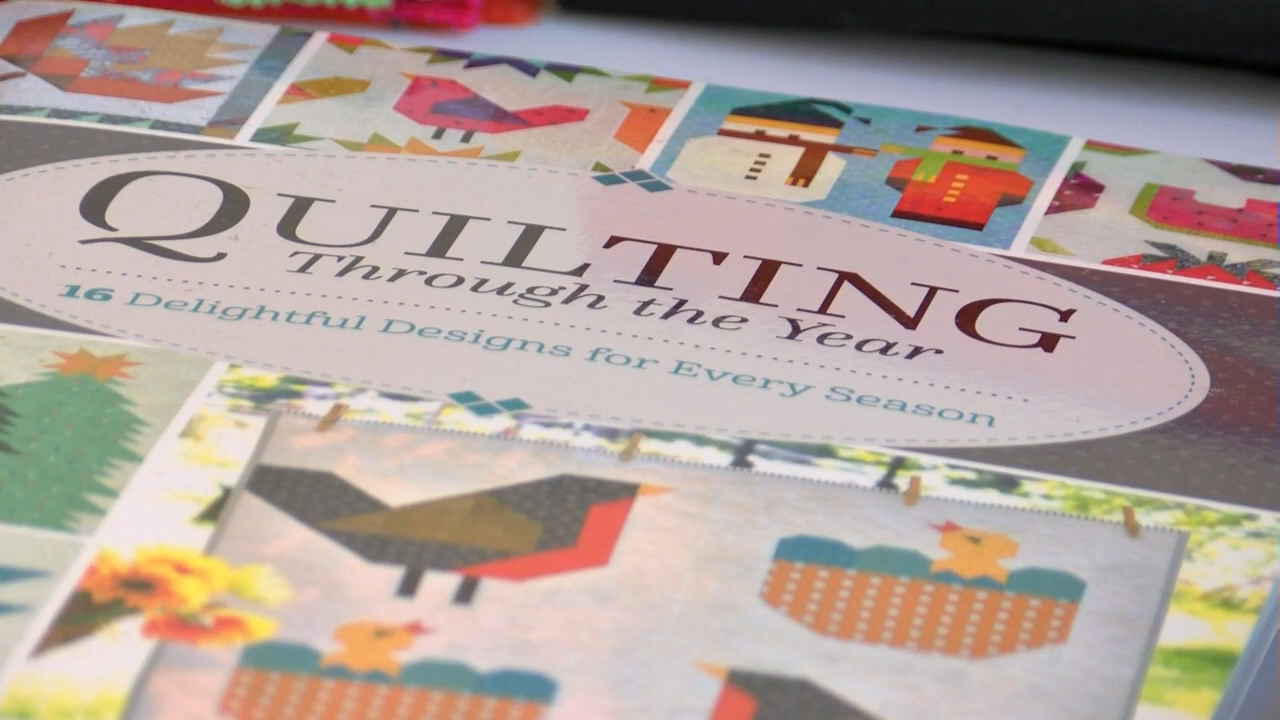 QUILTING
Through the Year
16 Delightful Designs for Every Season